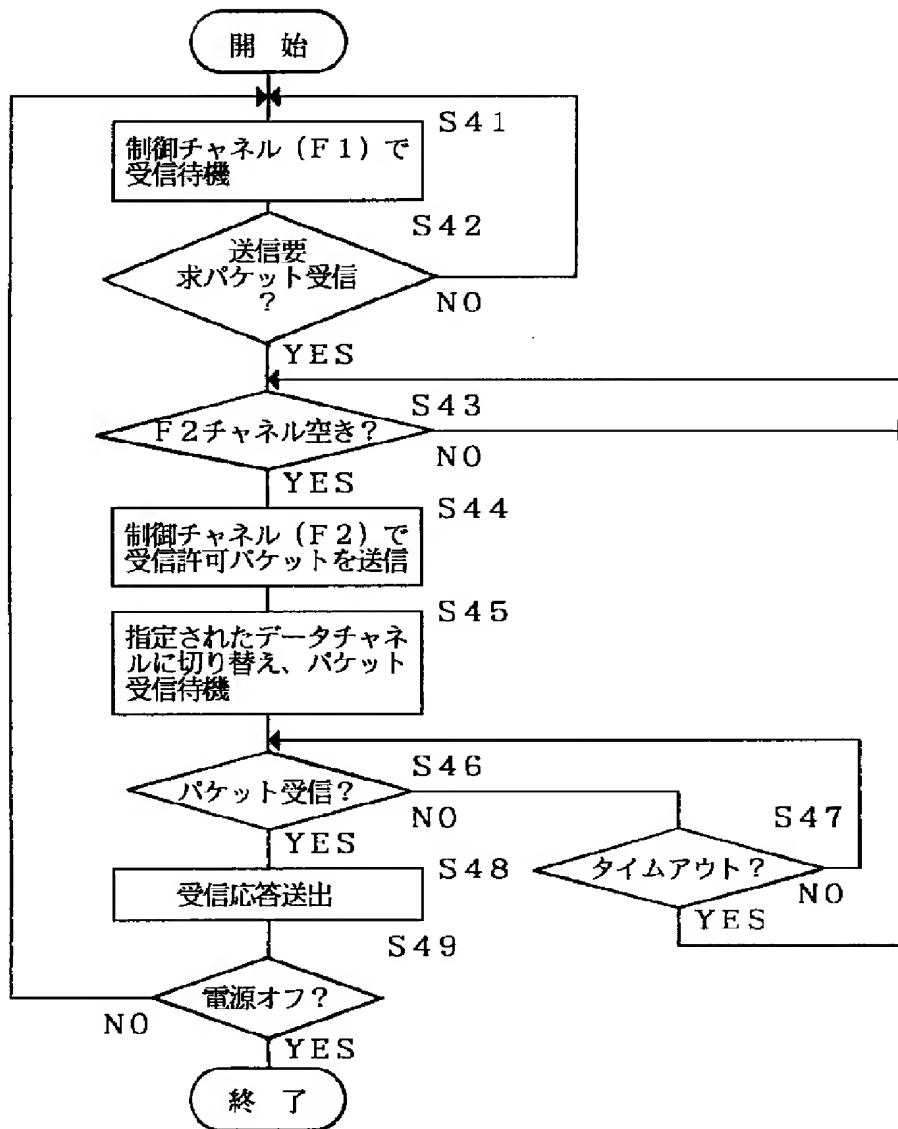 開 始
S41
制御チャネル(F1)で
受信待機
S42
送信要
求パケット受信
?
NO
YES
S43
F2チャネル空き?
NO
YES
S44
制御チャネル(F2)で
受信許可パケットを送信
S45
指定されたデータチャネ
ルに切り替え、パケット
受信待機
S46
パケット受信?
NO
YES
S47
タイムアウト?
NO
YES
S48
受信応答送出
S49
電源オフ?
NO
YES
終 了